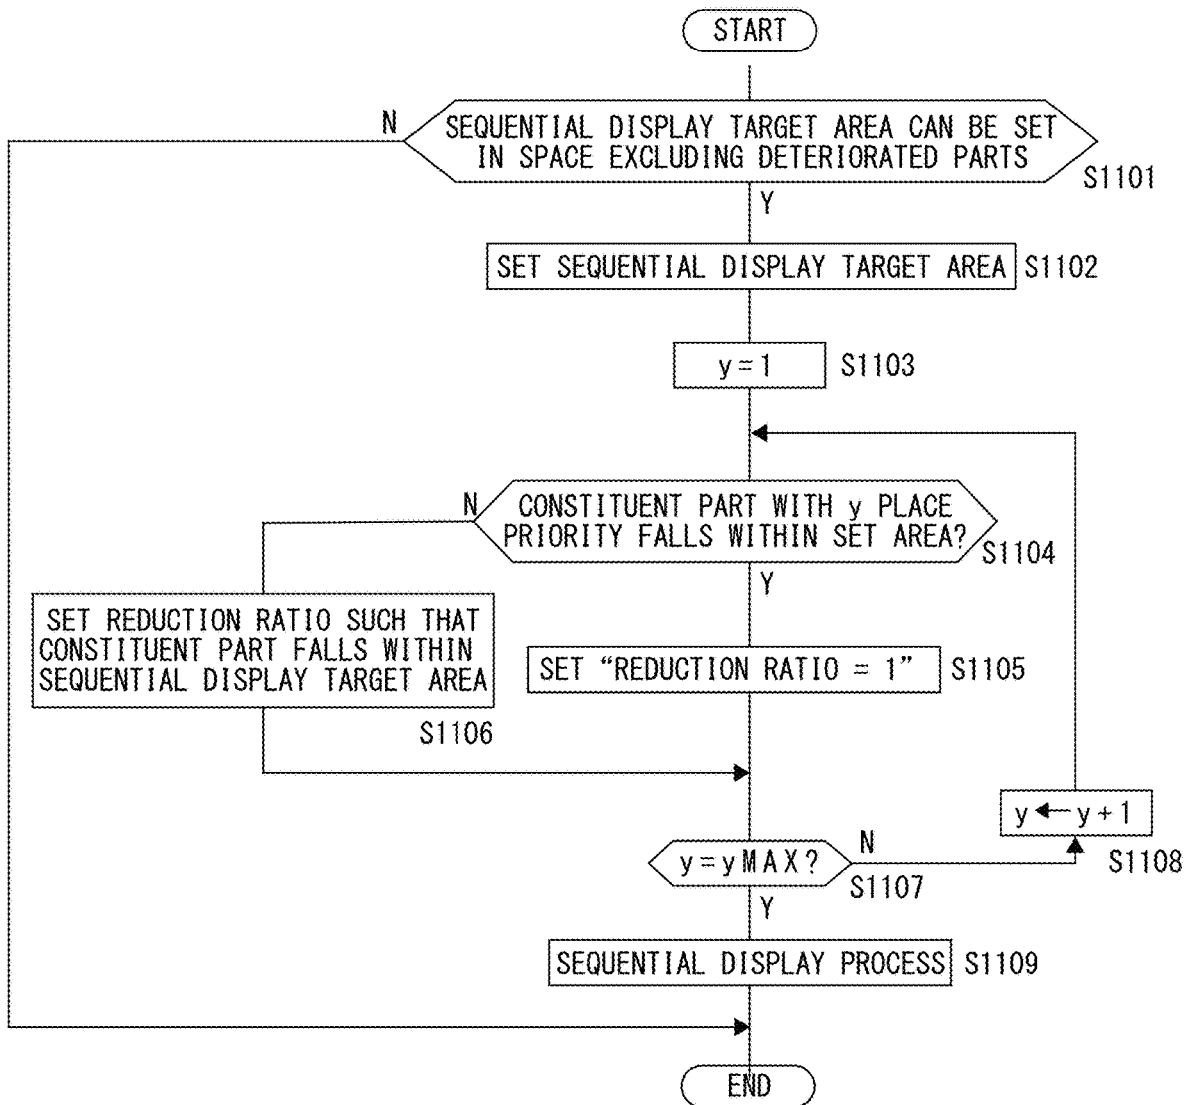 START
N
SEQUENTIAL DISPLAY TARGET AREA CAN BE SET
IN SPACE EXCLUDING DETERIORATED PARTS
S1101
Y
SET SEQUENTIAL DISPLAY TARGET AREA
S1102
y=1
S1103
N
CONSTITUENT PART WITH y PLACE
PRIORITY FALLS WITHIN SET AREA?
S1104
Y
SET REDUCTION RATIO SUCH THAT
CONSTITUENT PART FALLS WITHIN
SEQUENTIAL DISPLAY TARGET AREA
S1106
SET “REDUCTION RATIO = 1”
S1105
y ← y + 1
S1108
y=yMAX?
N
S1107
Y
SEQUENTIAL DISPLAY PROCESS
S1109
END